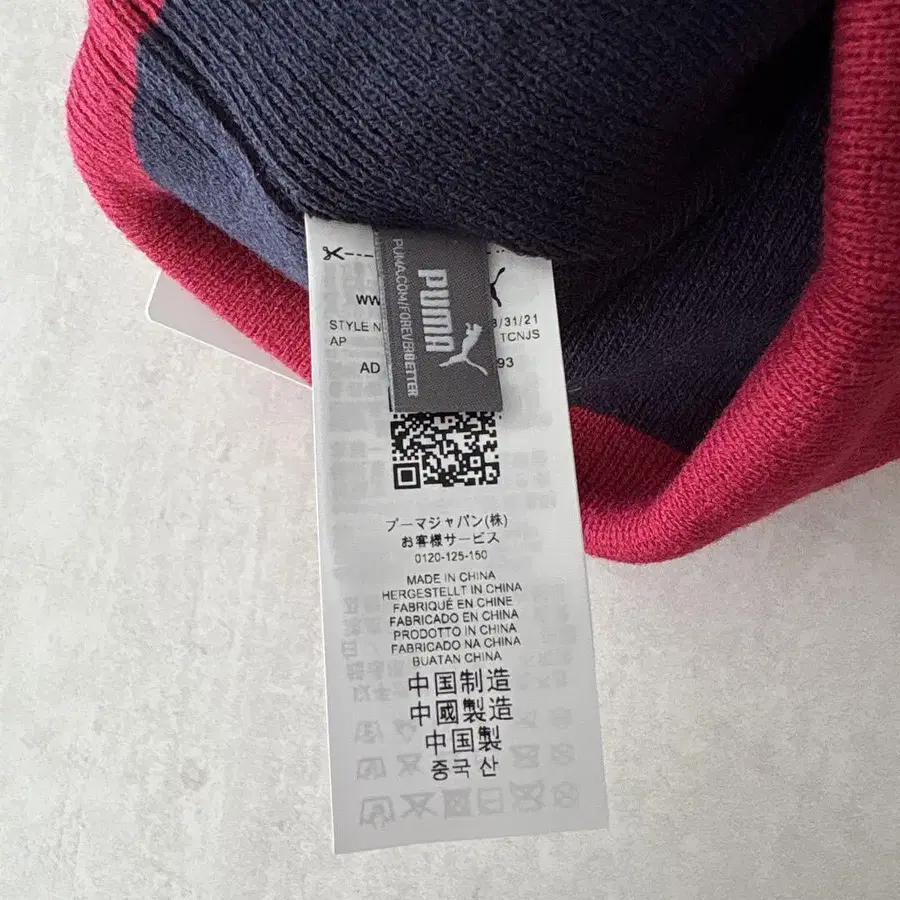 PUMA
PUMA.COM/FOREVERBETTER
WW
STYLE N /31/21
AP TCNJS
AD 93
プーマジャパン(株)
お客様サービス
0120-125-150
MADE IN CHINA
HERGESTELLT IN CHINA
FABRIQUÉ EN CHINE
FABRICADO EN CHINA
PRODOTTO IN CHINA
FABRICADO NA CHINA
BUATAN CHINA
中国制造
中國製造
中国製
중국 산